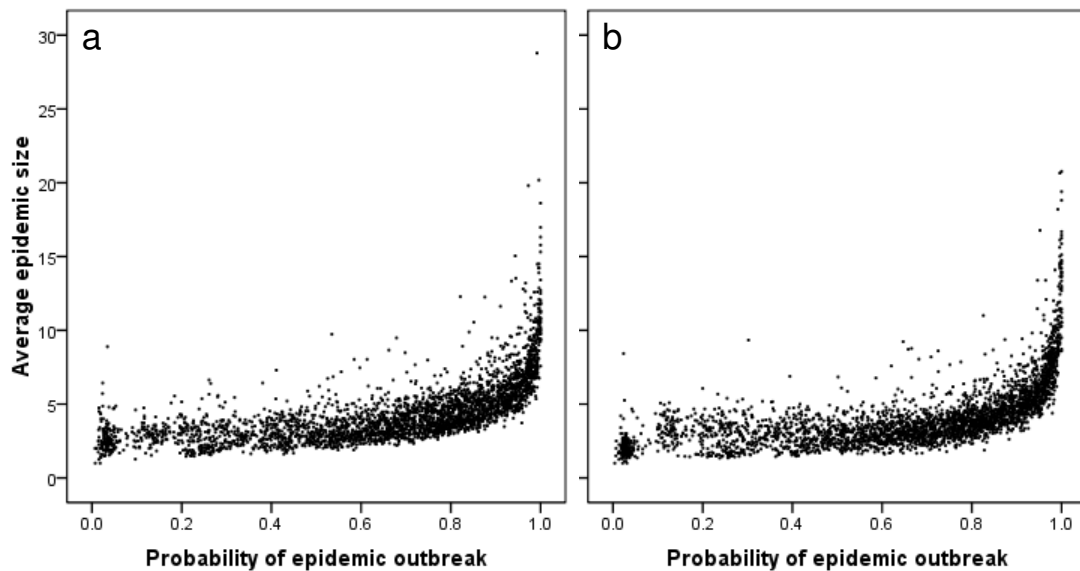 a
b
Average epidemic size
30
25
20
15
10
5
0
0.0 0.2 0.4 0.6 0.8 1.0
0.0 0.2 0.4 0.6 0.8 1.0
Probability of epidemic outbreak
Probability of epidemic outbreak